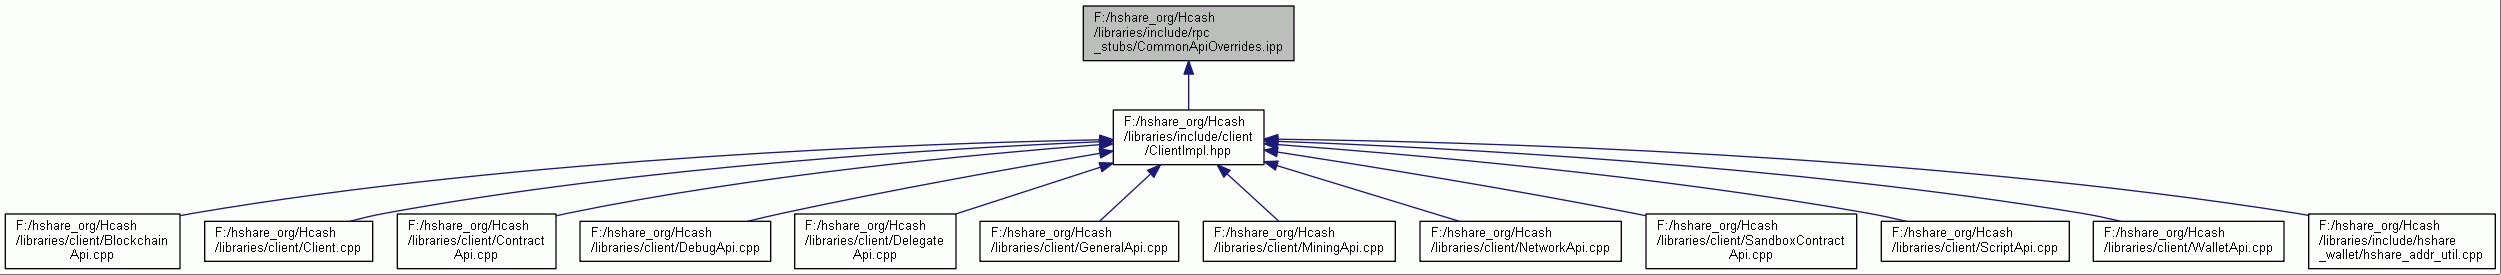 F:/hshare_org/Hcash
/libraries/include/rpc
_stubs/CommonApiOverrides.ipp
F:/hshare_org/Hcash
/libraries/include/client
/ClientImpl.hpp
F:/hshare_org/Hcash
/libraries/client/Blockchain
Api.cpp
F:/hshare_org/Hcash
/libraries/client/Client.cpp
F:/hshare_org/Hcash
/libraries/client/Contract
Api.cpp
F:/hshare_org/Hcash
/libraries/client/DebugApi.cpp
F:/hshare_org/Hcash
/libraries/client/Delegate
Api.cpp
F:/hshare_org/Hcash
/libraries/client/GeneralApi.cpp
F:/hshare_org/Hcash
/libraries/client/MiningApi.cpp
F:/hshare_org/Hcash
/libraries/client/NetworkApi.cpp
F:/hshare_org/Hcash
/libraries/client/SandboxContract
Api.cpp
F:/hshare_org/Hcash
/libraries/client/ScriptApi.cpp
F:/hshare_org/Hcash
/libraries/client/WalletApi.cpp
F:/hshare_org/Hcash
/libraries/include/hshare
_wallet/hshare_addr_util.cpp